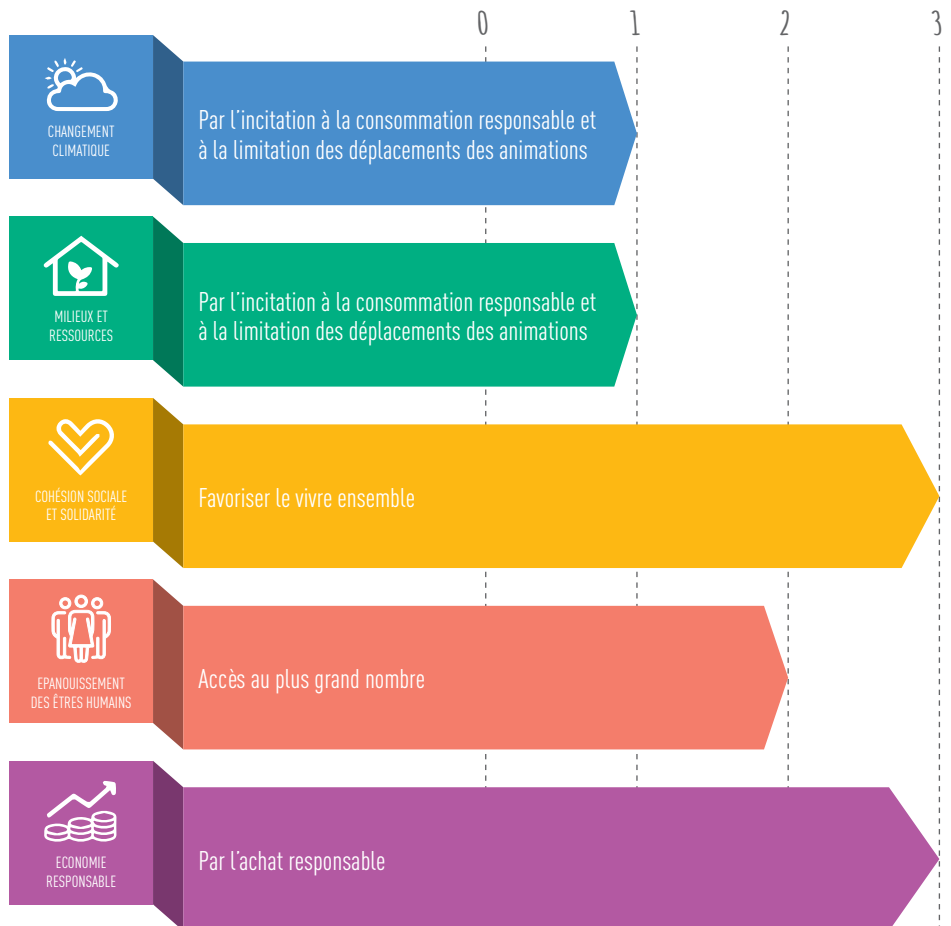 0 1 2 3
CHANGEMENT
CLIMATIQUE
Par l'incitation à la consommation responsable et
à la limitation des déplacements des animations
MILIEUX ET
RESSOURCES
Par l'incitation à la consommation responsable et
à la limitation des déplacements des animations
COHÉSION SOCIALE
ET SOLIDARITÉ
Favoriser le vivre ensemble
EPANOUISSEMENT
DES ÊTRES HUMAINS
Accès au plus grand nombre
ECONOMIE
RESPONSABLE
Par l'achat responsable